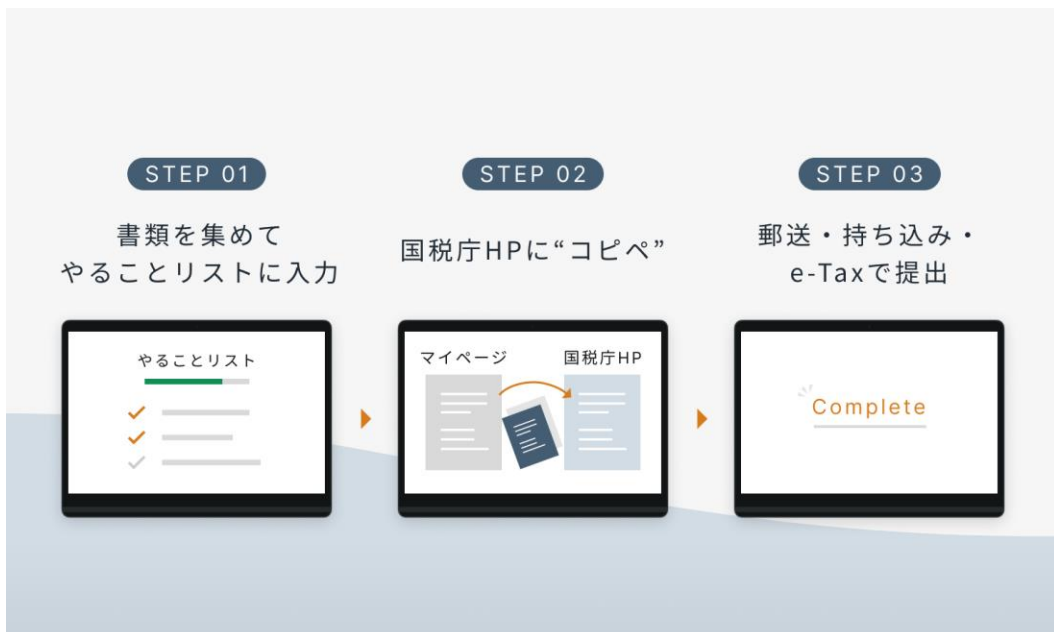 STEP 01
書類を集めて
やることリストに入力
やることリスト
STEP 02
国税庁HPに“コピペ”
マイページ
国税庁HP
STEP 03
郵送・持ち込み・
e-Taxで提出
Complete